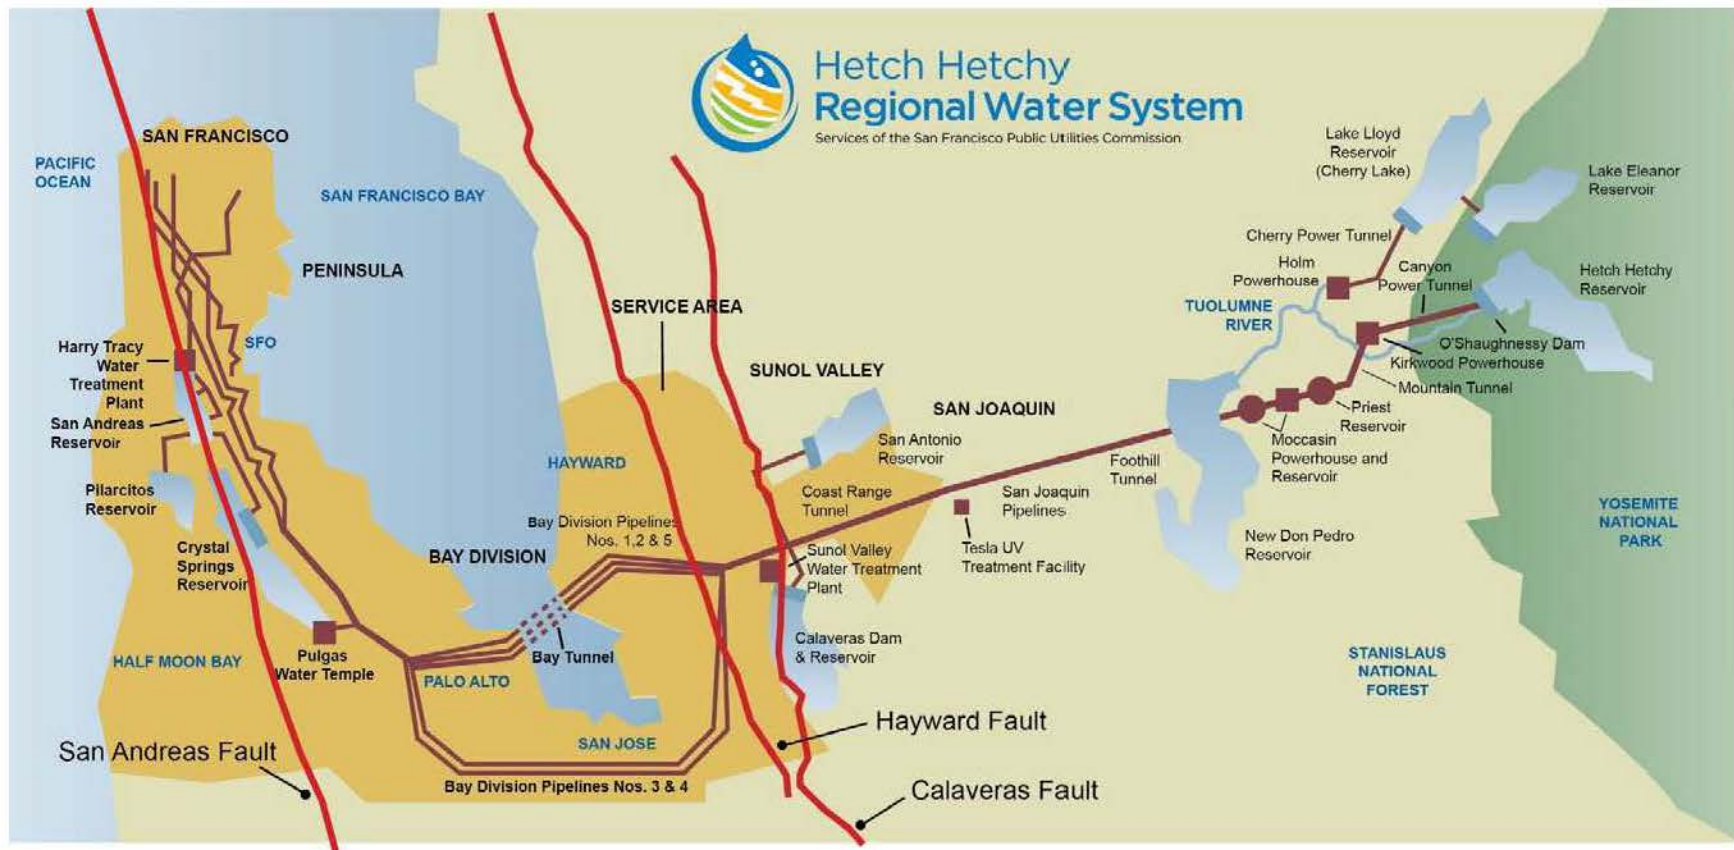 Hetch Hetchy
Regional Water System
Services of the San Francisco Public Utilities Commission
SAN FRANCISCO
PACIFIC
OCEAN
SAN FRANCISCO BAY
PENINSULA
SERVICE AREA
SFO
Harry Tracy
Water
Treatment
Plant
San Andreas
Reservoir
Pilarcitos
Reservoir
Crystal
Springs
Reservoir
HALF MOON BAY
Pulgas
Water Temple
San Andreas Fault
BAY DIVISION
HAYWARD
Bay Division Pipelines
Nos. 1,2 & 5
Bay Tunnel
PALO ALTO
SAN JOSE
Bay Division Pipelines Nos. 3 & 4
SUNOL VALLEY
San Antonio
Reservoir
Coast Range
Tunnel
Sunol Valley
Water Treatment
Plant
Calaveras Dam
& Reservoir
Hayward Fault
Calaveras Fault
SAN JOAQUIN
San Joaquin
Pipelines
Tesla UV
Treatment Facility
Foothill
Tunnel
New Don Pedro
Reservoir
Moccasin
Powerhouse and
Reservoir
Priest
Reservoir
Mountain Tunnel
Kirkwood Powerhouse
O'Shaughnessy Dam
TUOLUMNE
RIVER
Holm
Powerhouse
Cherry Power Tunnel
Canyon
Power Tunnel
Lake Lloyd
Reservoir
(Cherry Lake)
Lake Eleanor
Reservoir
Hetch Hetchy
Reservoir
YOSEMITE
NATIONAL
PARK
STANISLAUS
NATIONAL
FOREST